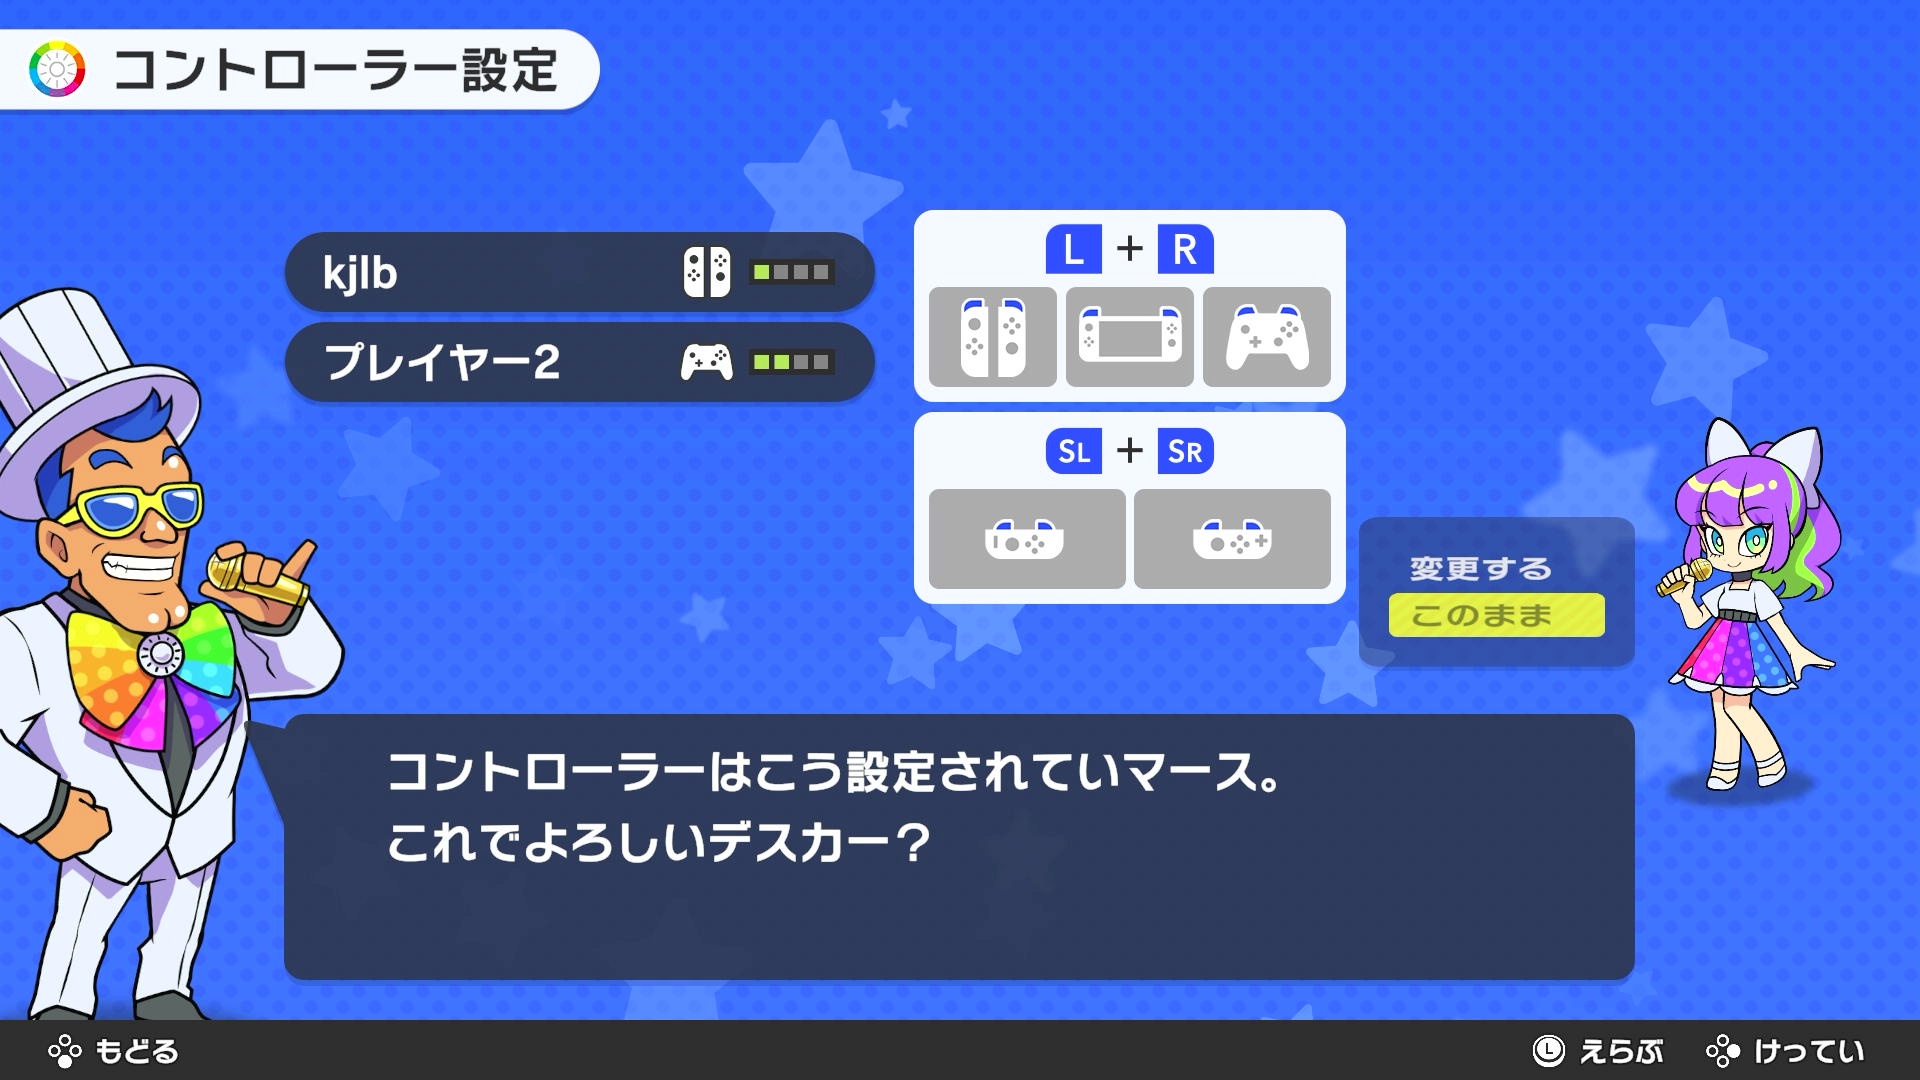 コントローラー設定
kjlb
プレイヤー2
L + R
SL + SR
変更する
このまま
コントローラーはこう設定されていマース。
これでよろしいデスカー？
もどる
L えらぶ けってい